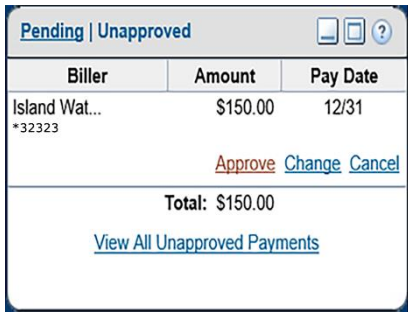 Pending | Unapproved ?
Biller Amount Pay Date
Island Wat... $150.00 12/31
*32323
Approve Change Cancel
Total: $150.00
View All Unapproved Payments